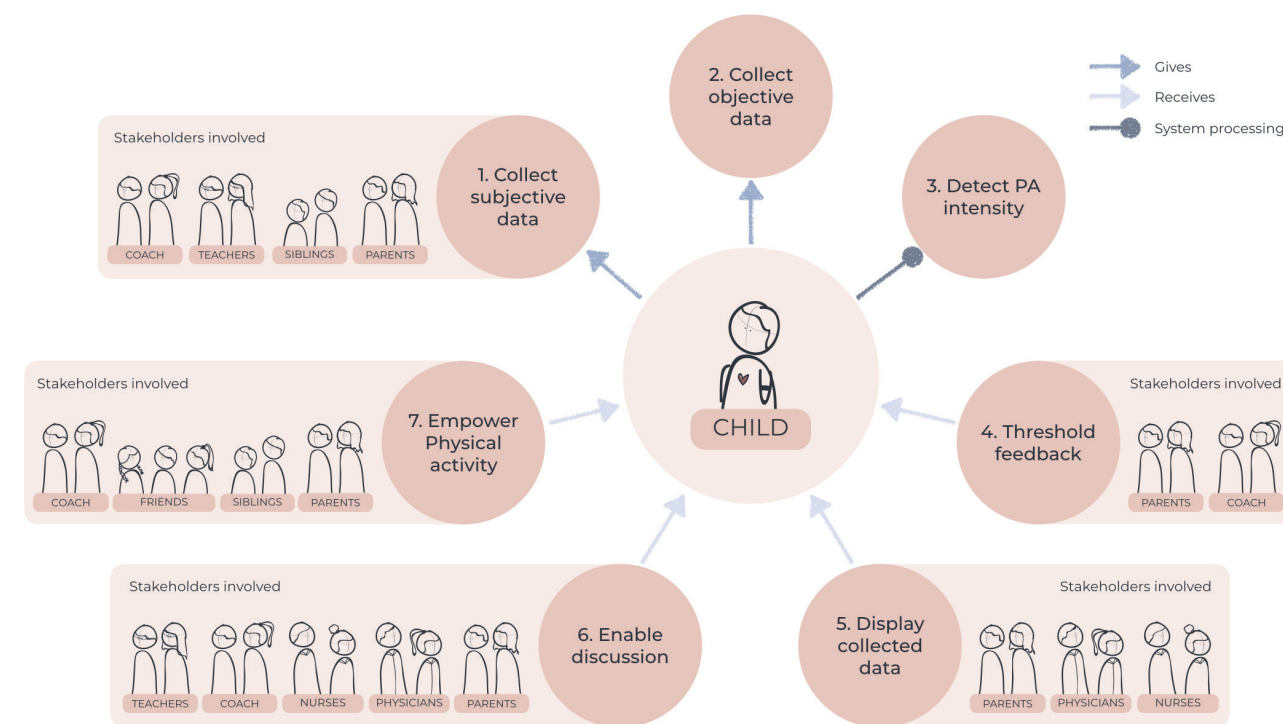 2. Collect
objective
data
Gives
Receives
System processing
Stakeholders involved
COACH
TEACHERS
SIBLINGS
PARENTS
1. Collect
subjective
data
3. Detect PA
intensity
CHILD
Stakeholders involved
COACH
FRIENDS
SIBLINGS
PARENTS
7. Empower
Physical
activity
4. Threshold
feedback
Stakeholders involved
PARENTS
COACH
Stakeholders involved
TEACHERS
COACH
NURSES
PHYSICIANS
PARENTS
6. Enable
discussion
5. Display
collected
data
Stakeholders involved
PARENTS
PHYSICIANS
NURSES